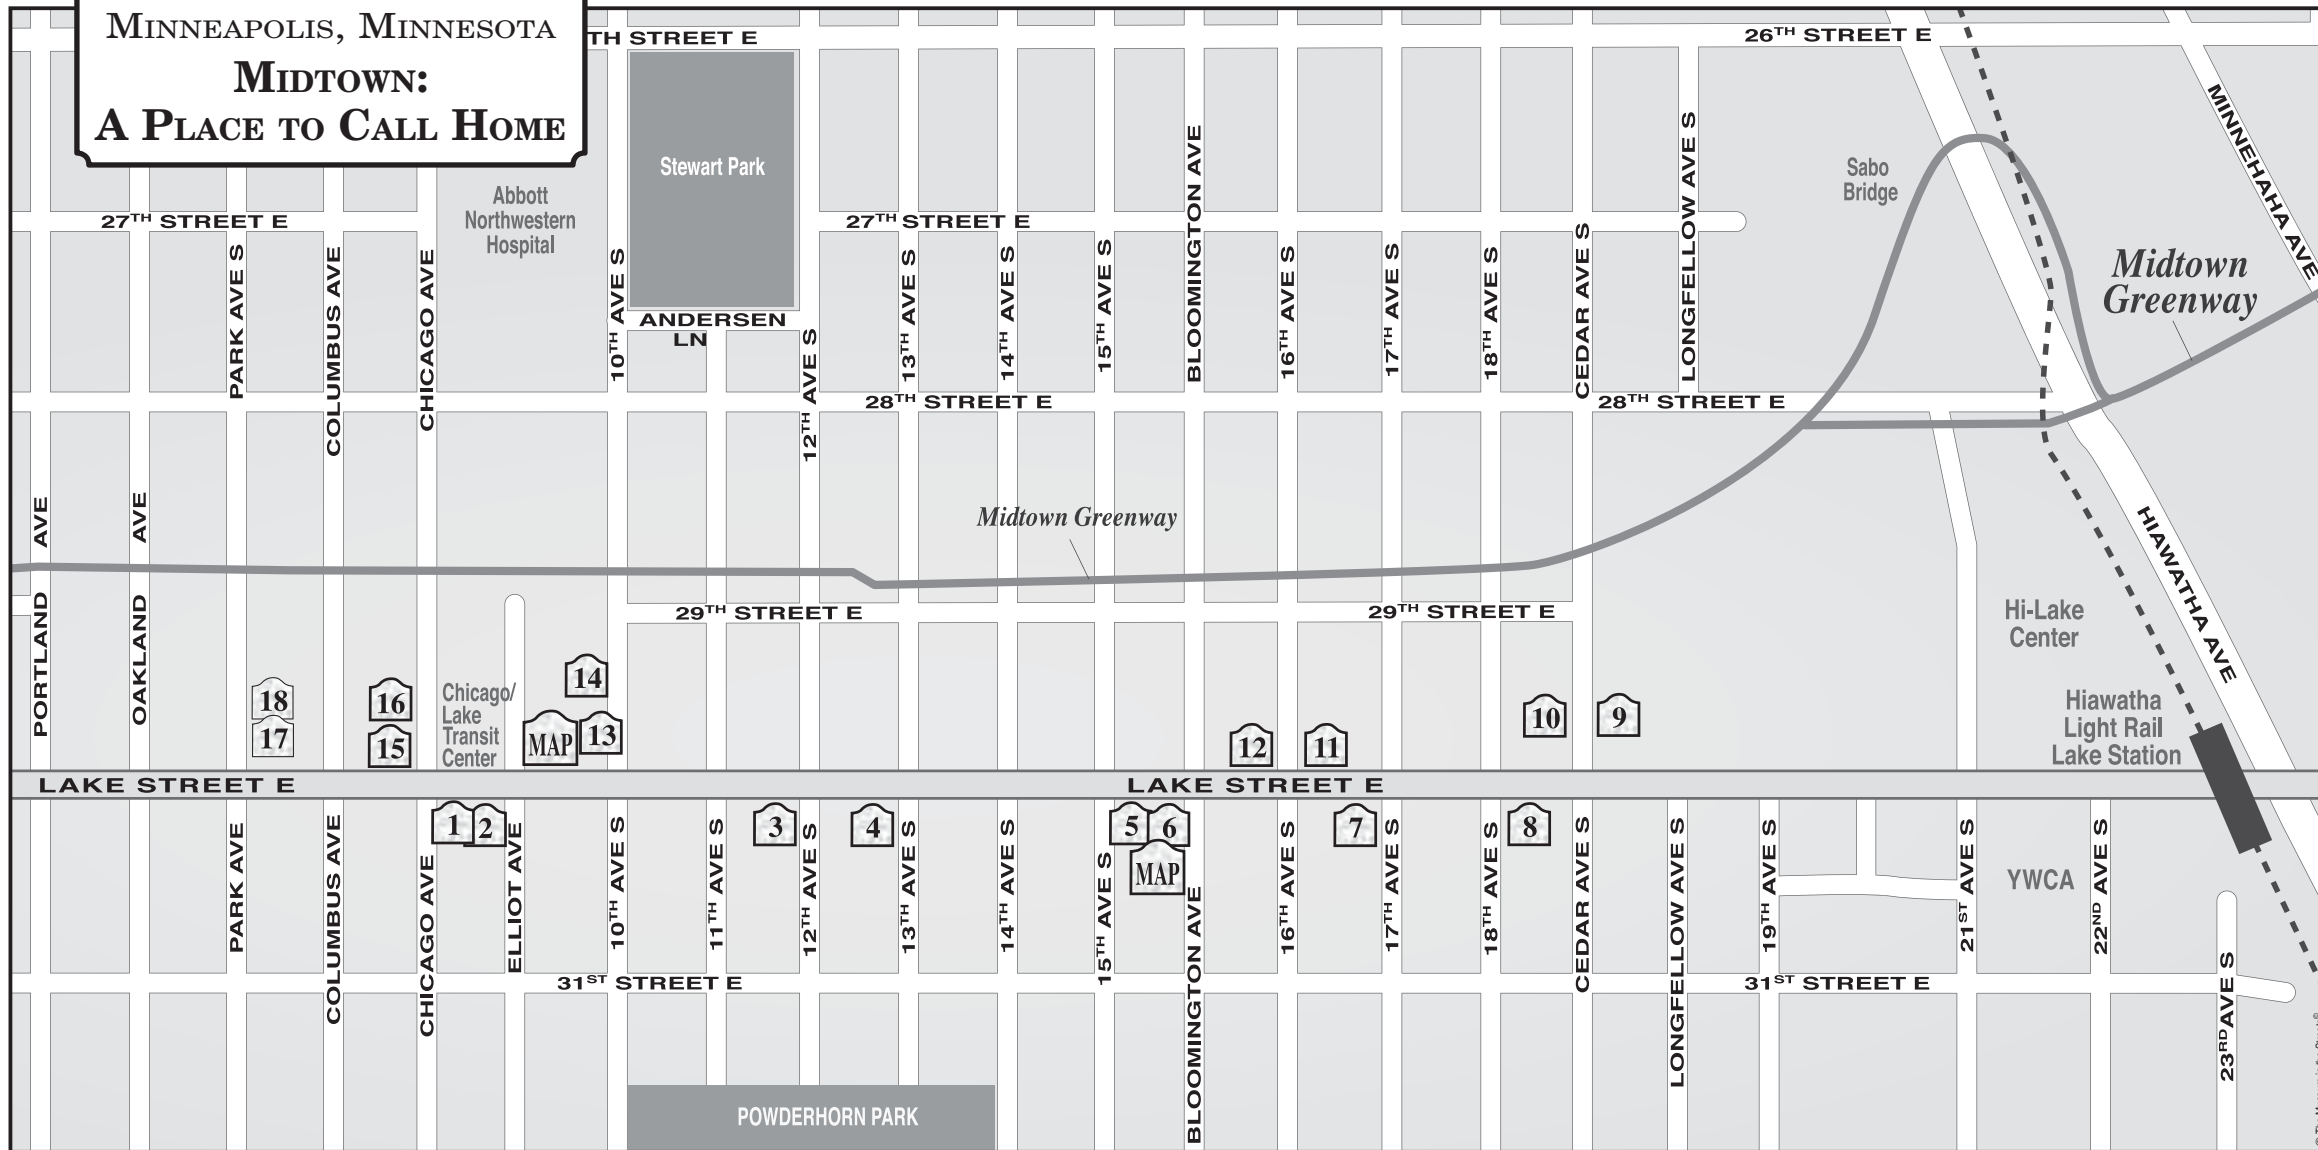 MINNEAPOLIS, MINNESOTA
MIDTOWN:
A PLACE TO CALL HOME
TH STREET E
26TH STREET E
Stewart Park
Abbott
Northwestern
Hospital
Sabo
Bridge
MINNEHAHA AVE
27TH STREET E
27TH STREET E
PARK AVE S
COLUMBUS AVE
CHICAGO AVE
10TH AVE S
ANDERSEN
LN
12TH AVE S
13TH AVE S
14TH AVE S
15TH AVE S
BLOOMINGTON AVE
16TH AVE S
17TH AVE S
18TH AVE S
CEDAR AVE S
LONGFELLOW AVE S
Midtown
Greenway
28TH STREET E
28TH STREET E
PORTLAND AVE
OAKLAND AVE
Midtown Greenway
HIAWATHA AVE
29TH STREET E
29TH STREET E
Hi-Lake
Center
18
17
16
15
Chicago/
Lake
Transit
Center
14
MAP
13
12
11
10
9
Hiawatha
Light Rail
Lake Station
LAKE STREET E
LAKE STREET E
1
2
3
4
5
6
MAP
7
8
PARK AVE
COLUMBUS AVE
CHICAGO AVE
ELLIOT AVE
10TH AVE S
11TH AVE S
12TH AVE S
13TH AVE S
14TH AVE S
15TH AVE S
BLOOMINGTON AVE
16TH AVE S
17TH AVE S
18TH AVE S
CEDAR AVE S
LONGFELLOW AVE S
19TH AVE S
21ST AVE S
YWCA
22ND AVE S
23RD AVE S
31ST STREET E
31ST STREET E
POWDERHORN PARK